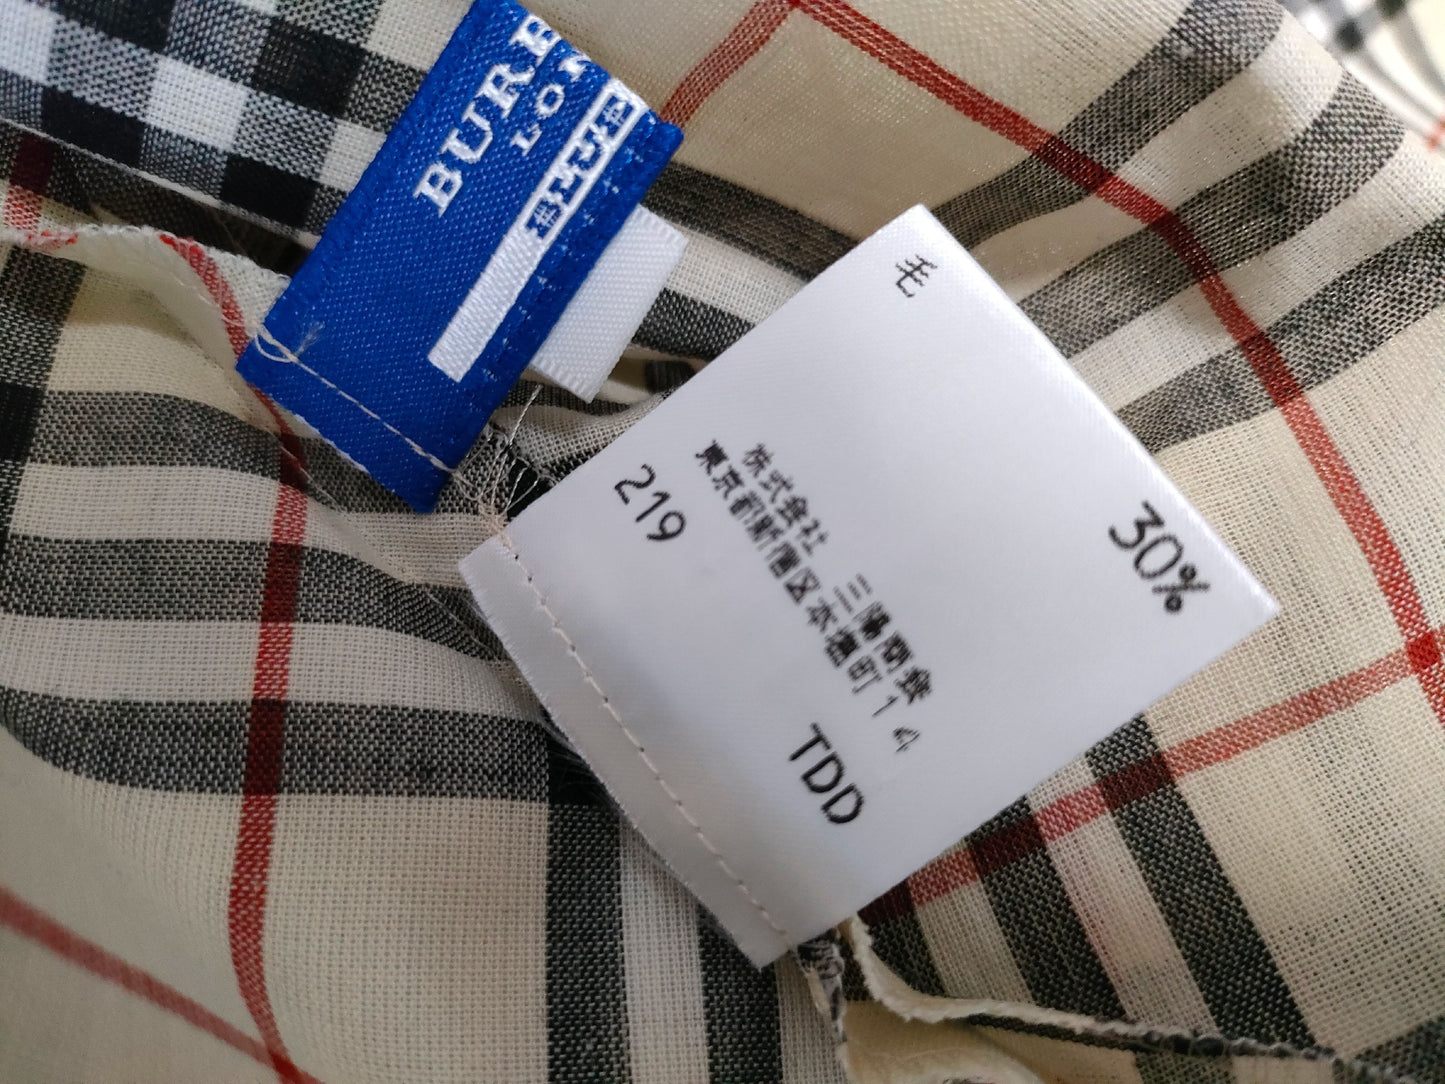 BURB
LON
BLUE
毛 30%
株式会社 三陽商会
東京都新宿区本塩町14
219 TDD